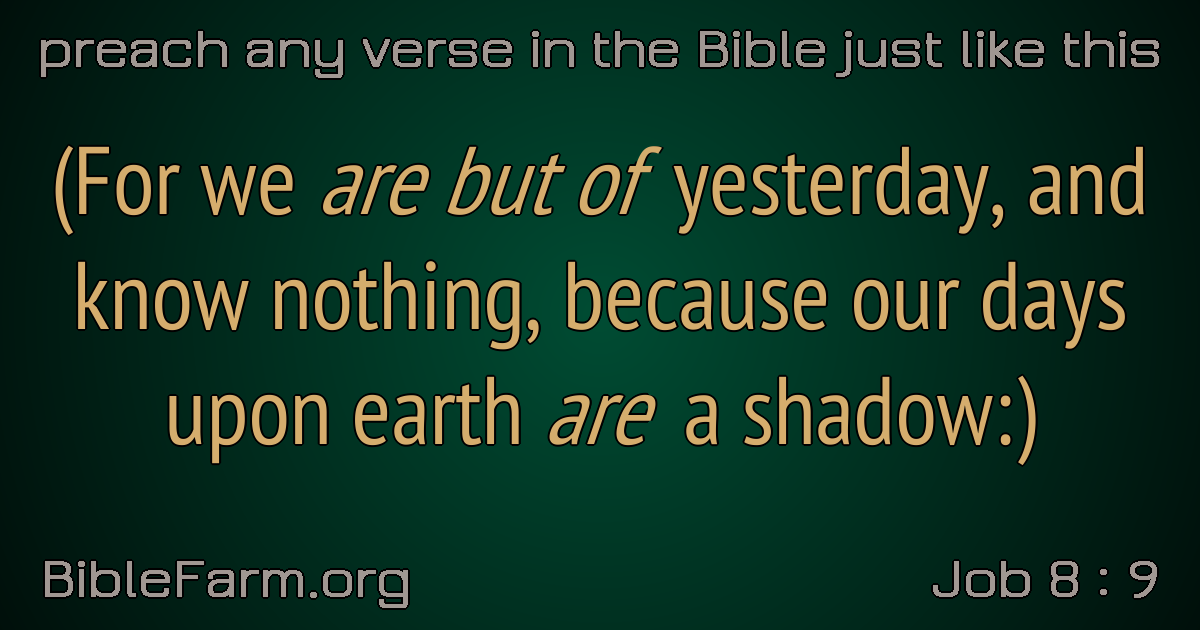 preach any verse in the Bible just like this
(For we are but of yesterday, and
know nothing, because our days
upon earth are a shadow:)
BibleFarm.org
Job 8 : 9